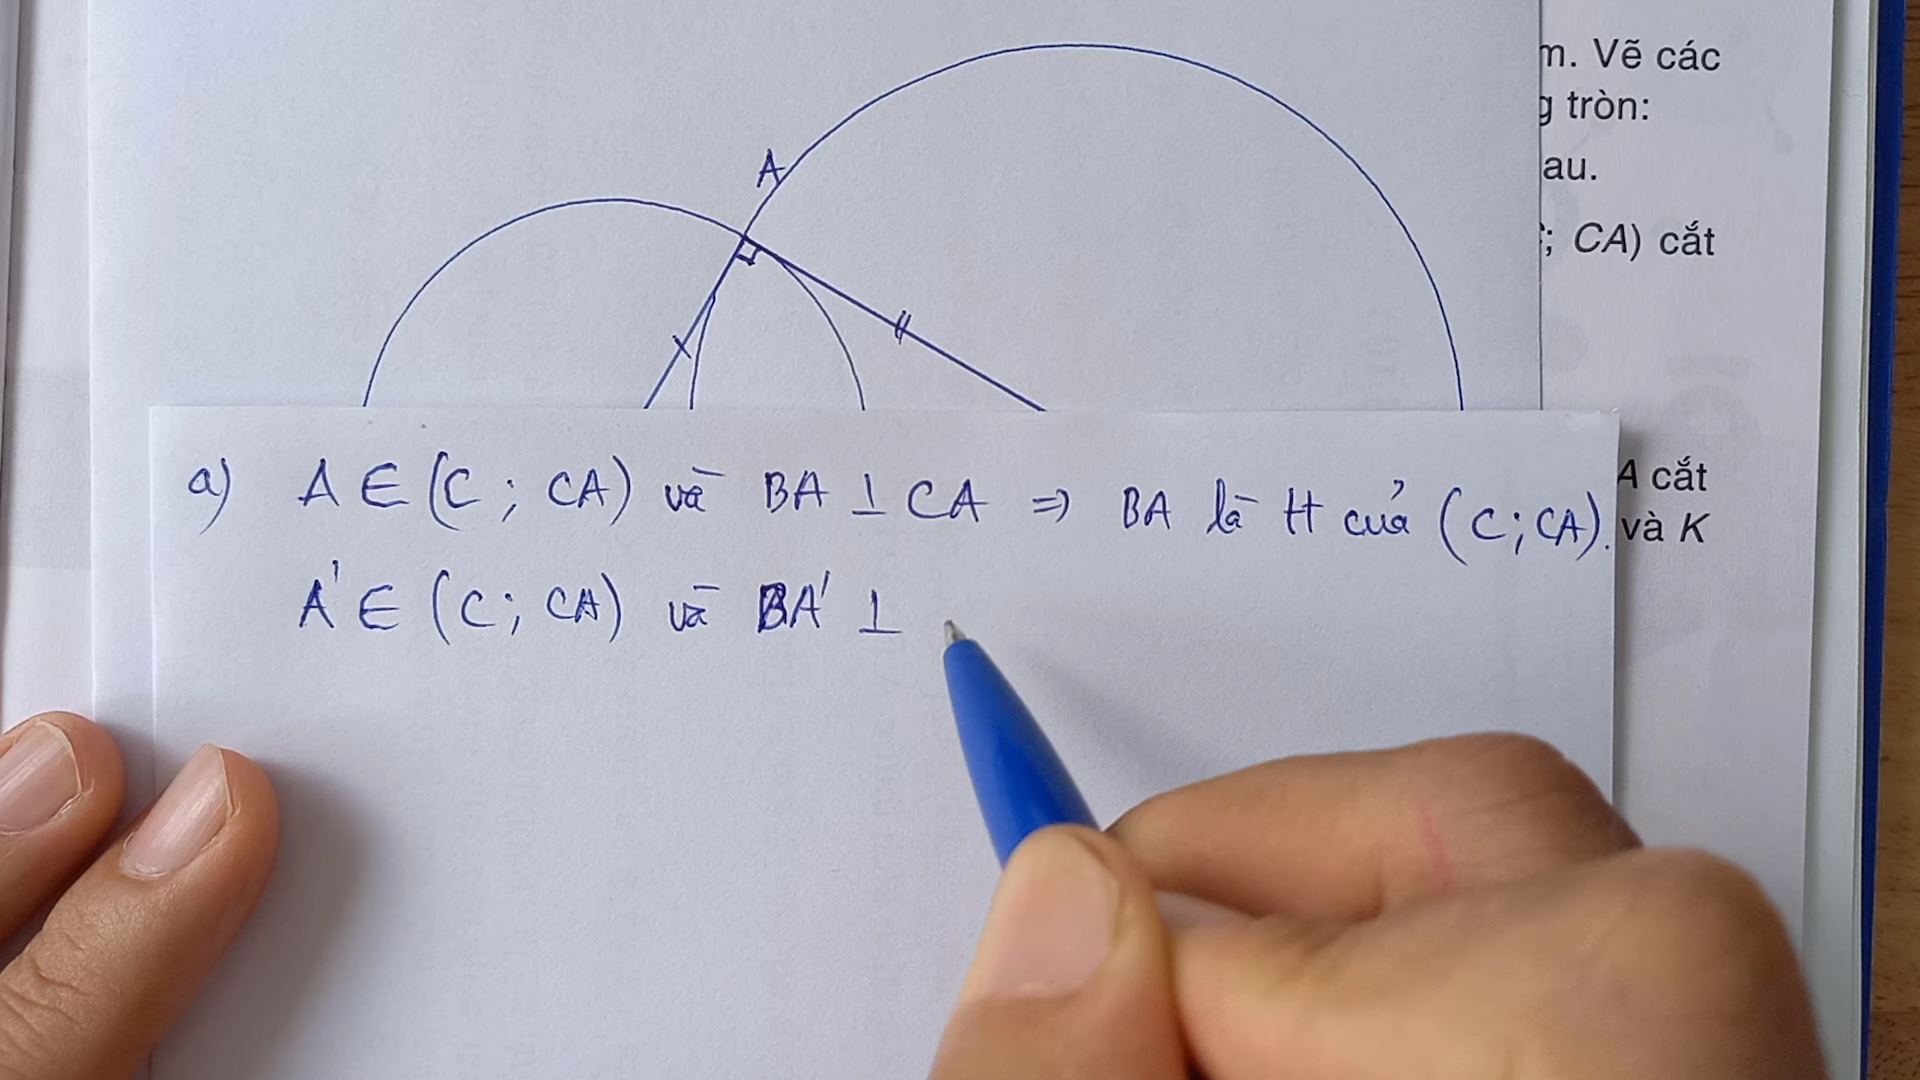 m. Vẽ các
g tròn:
au.
; CA) cắt
A
a) A ∈ (C ; CA) và BA ⊥ CA ⇒ BA là tt của (C ; CA).
A' ∈ (C ; CA) và BA' ⊥
A cắt
và K